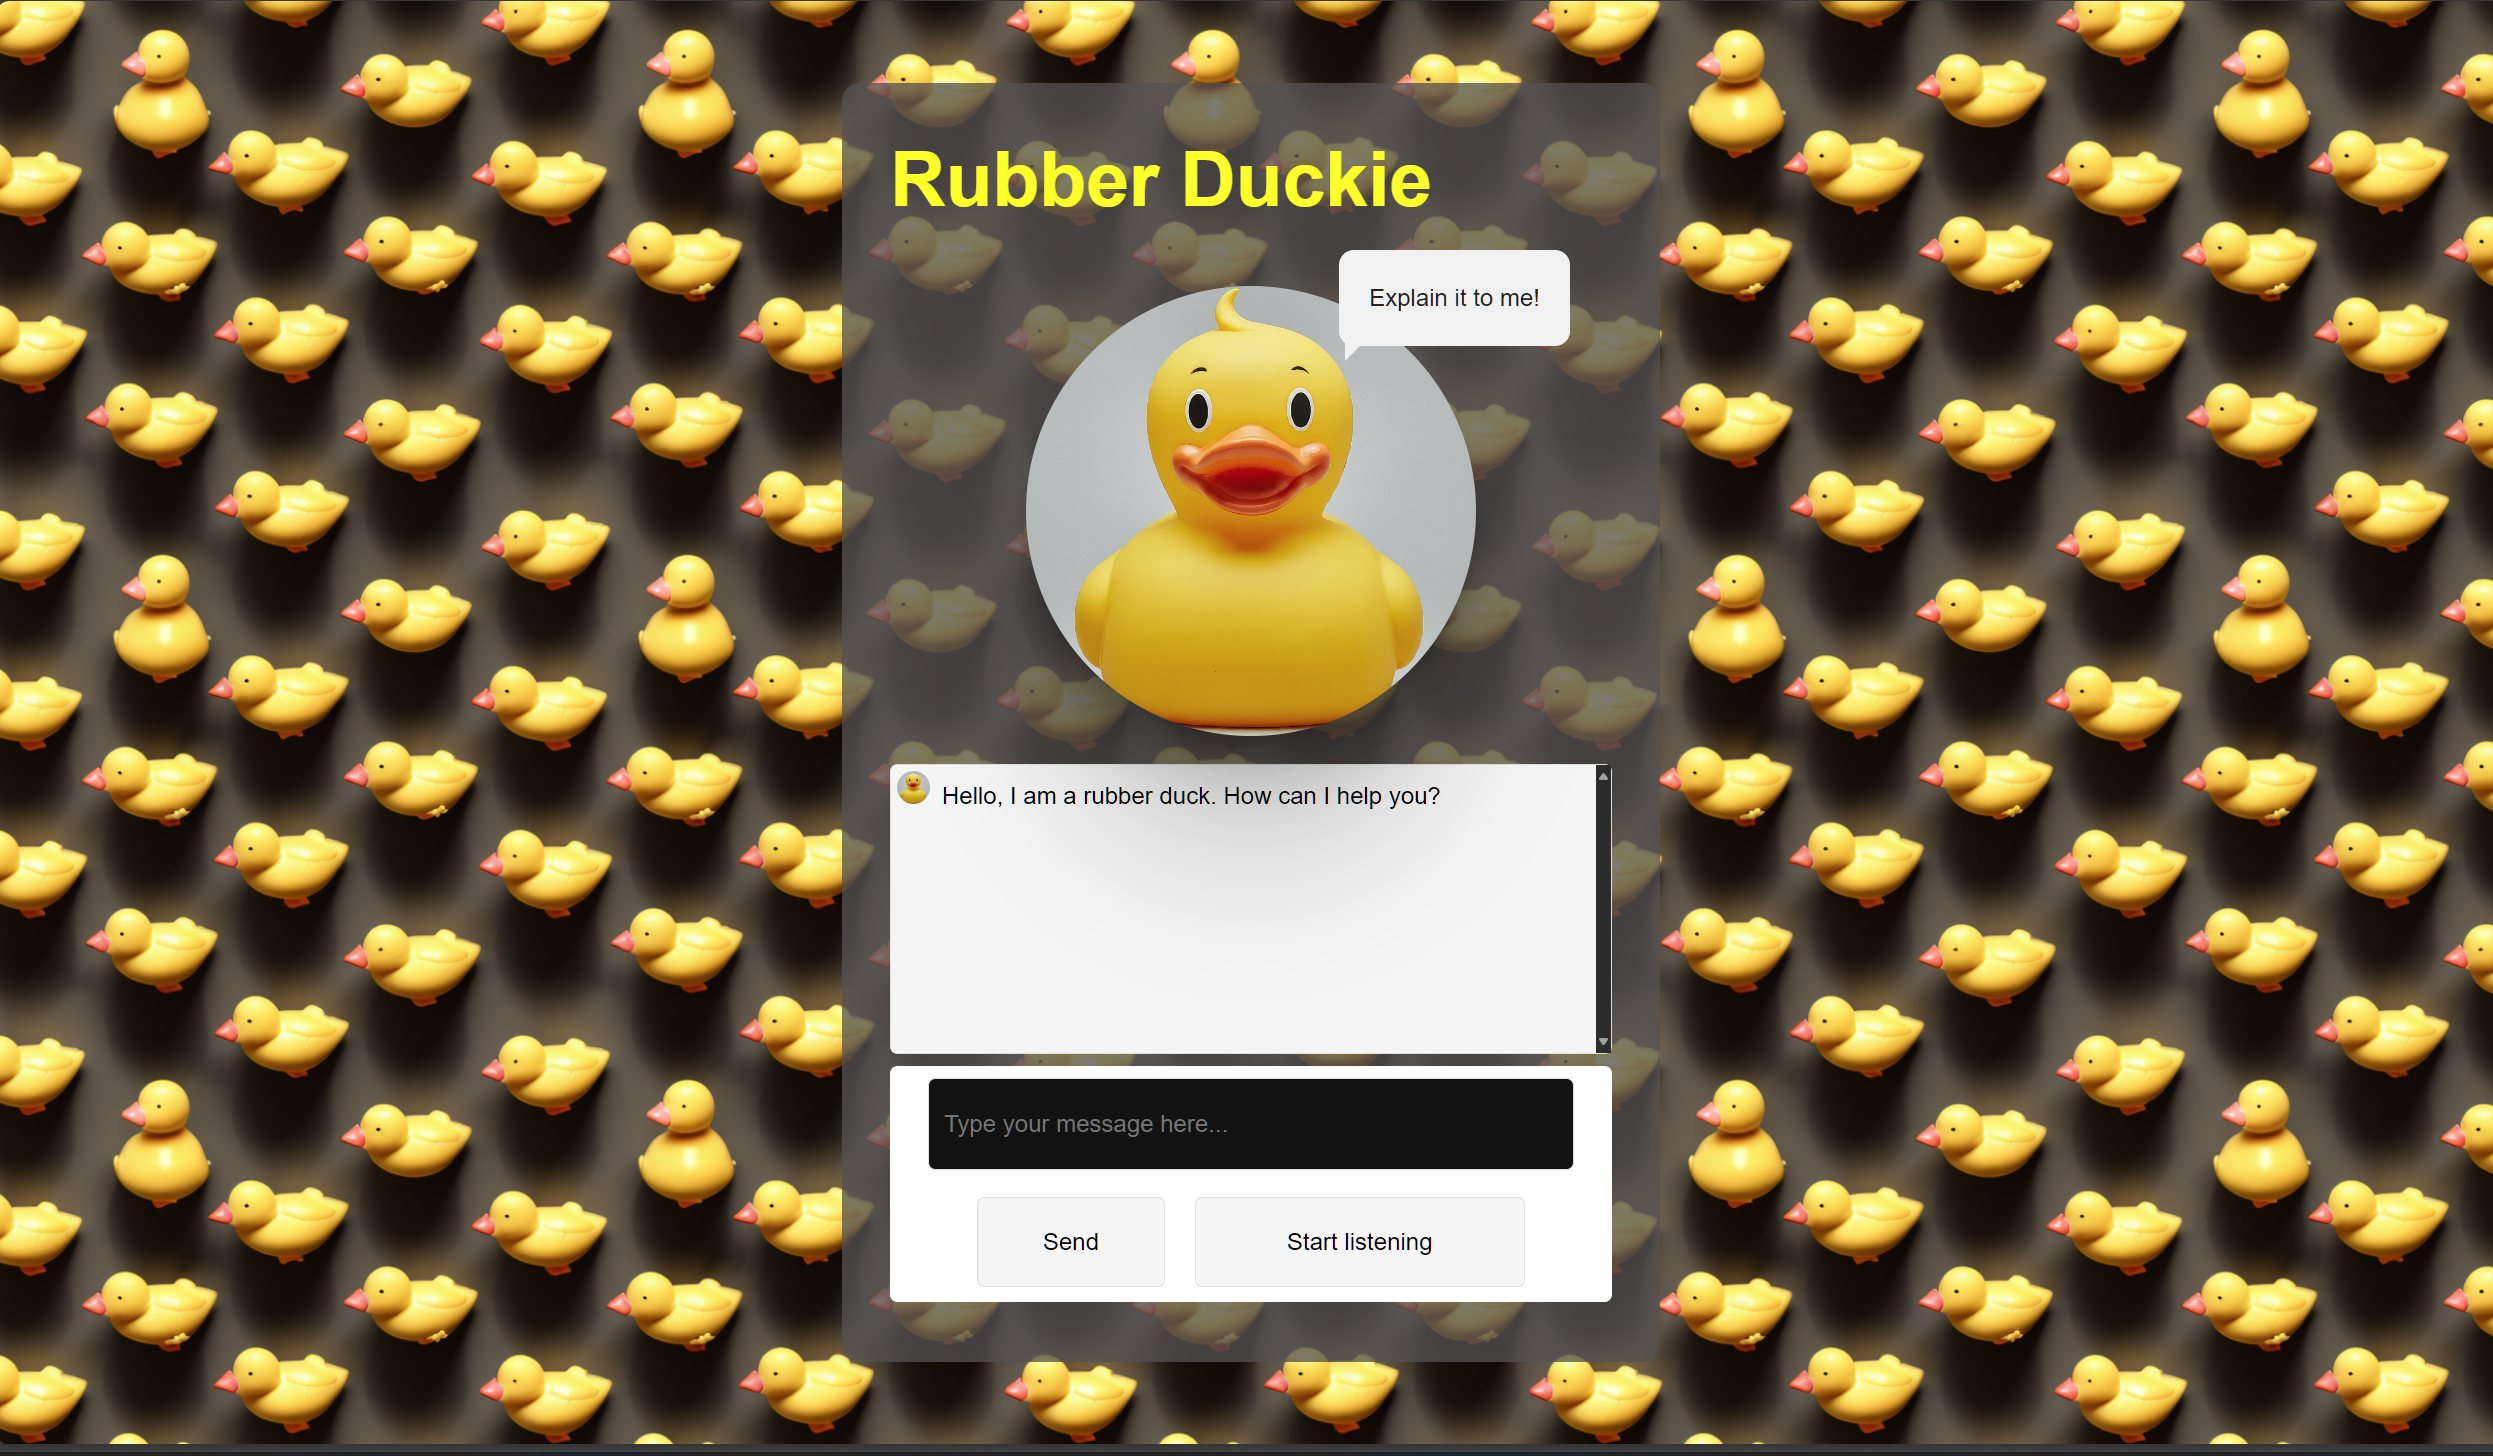 Rubber Duckie
Explain it to me!
Hello, I am a rubber duck. How can I help you?
Type your message here...
Send
Start listening